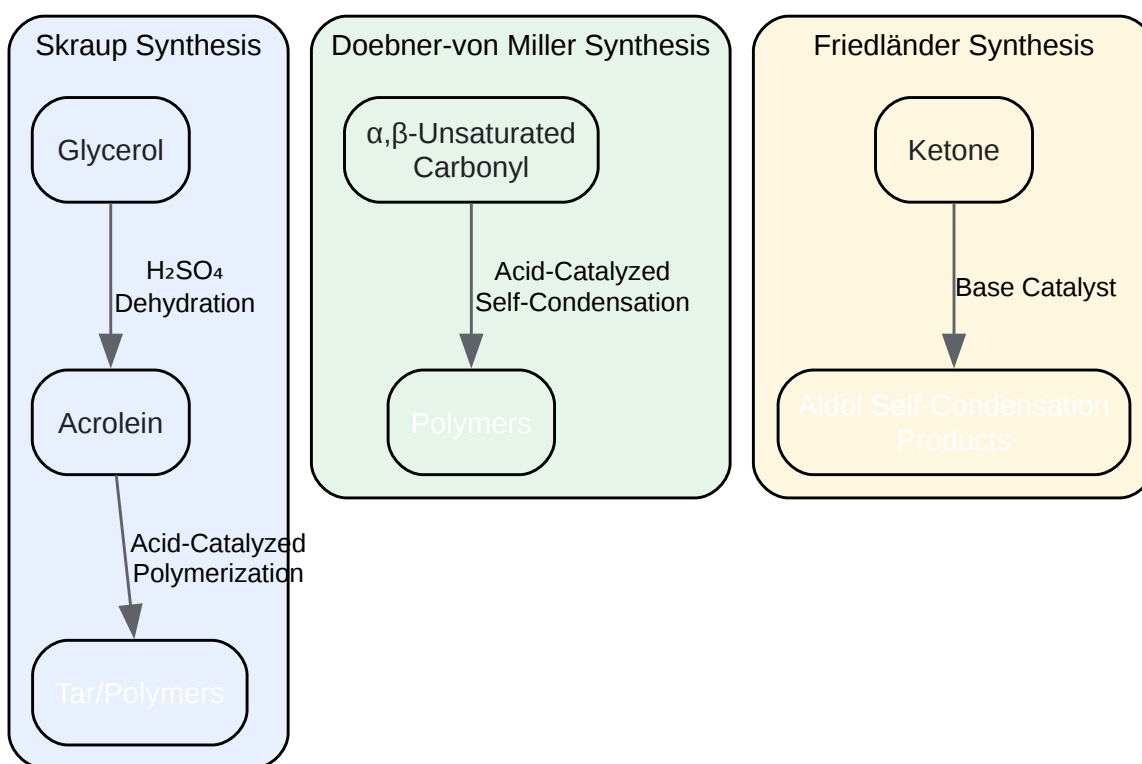 Skraup Synthesis
Glycerol
H₂SO₄
Dehydration
Acrolein
Acid-Catalyzed
Polymerization
Tar/Polymers
Doebner-von Miller Synthesis
α,β-Unsaturated
Carbonyl
Acid-Catalyzed
Self-Condensation
Polymers
Friedländer Synthesis
Ketone
Base Catalyst
Aldol Self-Condensation
Products